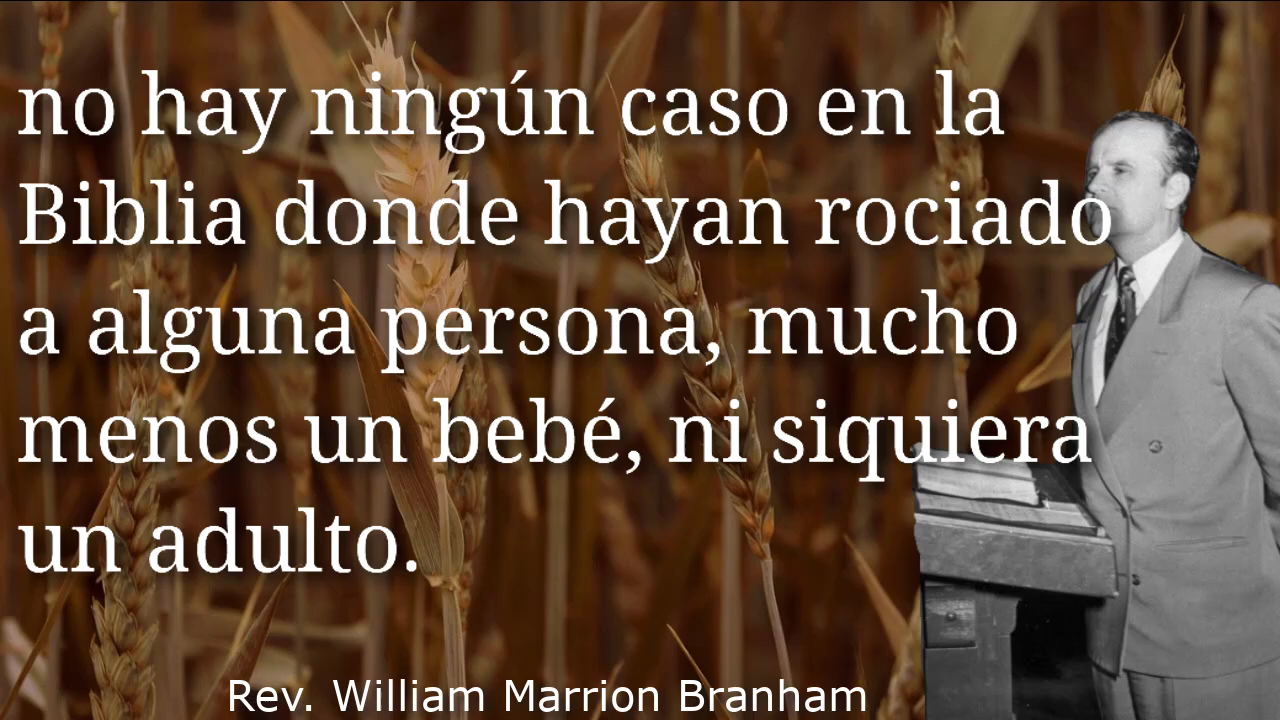 no hay ningún caso en la
Biblia donde hayan rociado
a alguna persona, mucho
menos un bebé, ni siquiera
un adulto.
Rev. William Marrion Branham